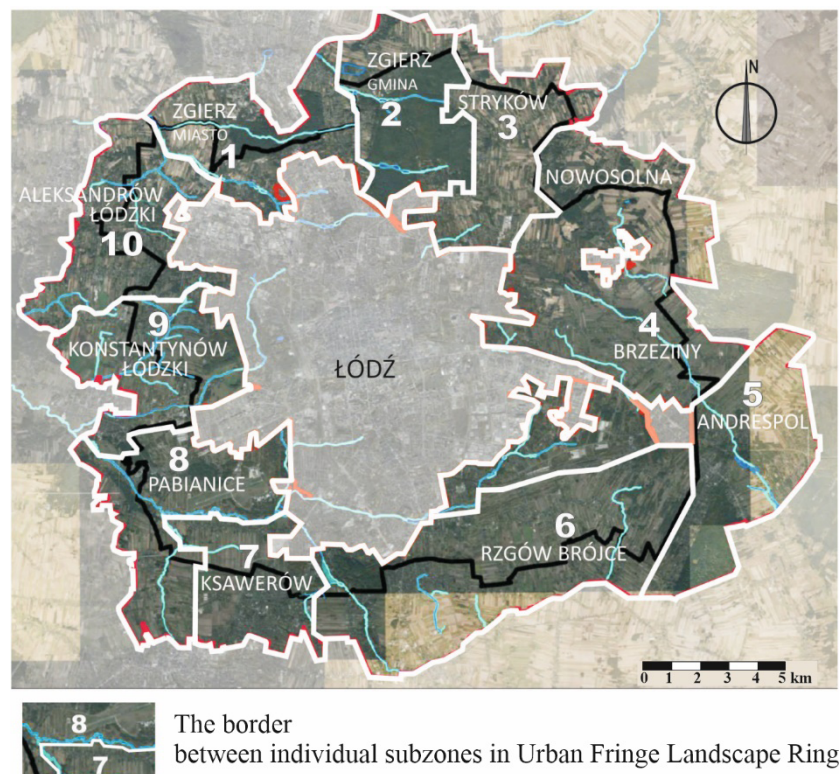 ZGIERZ
GMINA
2
N
STRYKÓW
3
ZGIERZ
MIASTO
1
NOWOSOLNA
ALEKSANDRÓW
ŁÓDZKI
10
9
KONSTANTYNÓW
ŁÓDZKI
ŁÓDŹ
4
BRZEZINY
5
ANDRESPOL
8
PABIANICE
6
RZGÓW BRÓJCE
7
KSAWERÓW
0 1 2 3 4 5 km
8
7
The border
between individual subzones in Urban Fringe Landscape Ring